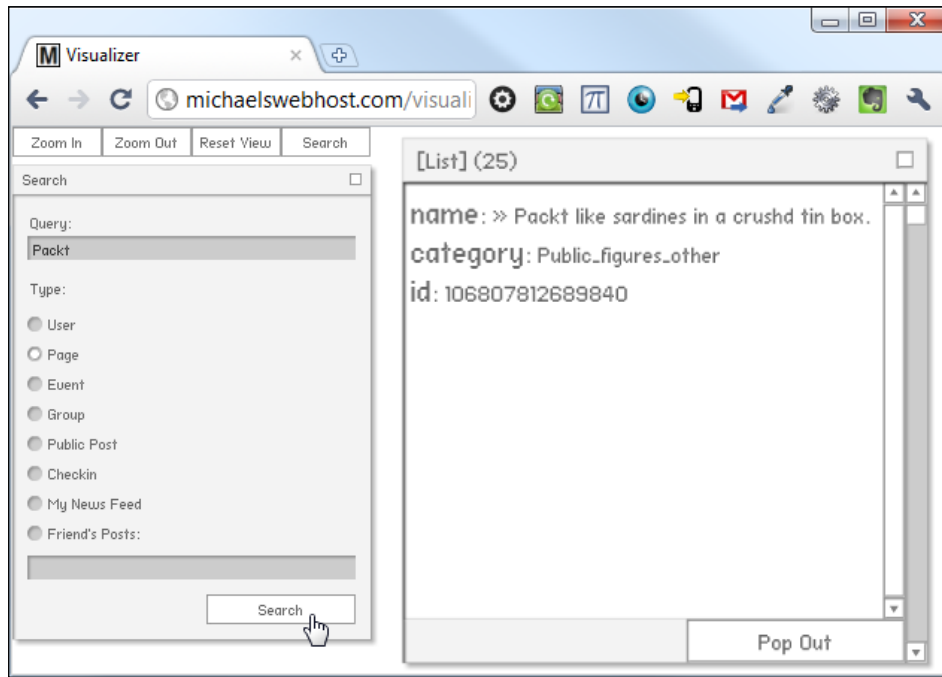 M Visualizer
michaelswebhost.com/visuali
Zoom In Zoom Out Reset View Search
Search
Query:
Packt
Type:
User
Page
Event
Group
Public Post
Checkin
My News Feed
Friend's Posts:
Search
[List] (25)
name: » Packt like sardines in a crushd tin box.
category: Public_figures_other
id: 106807812689840
Pop Out